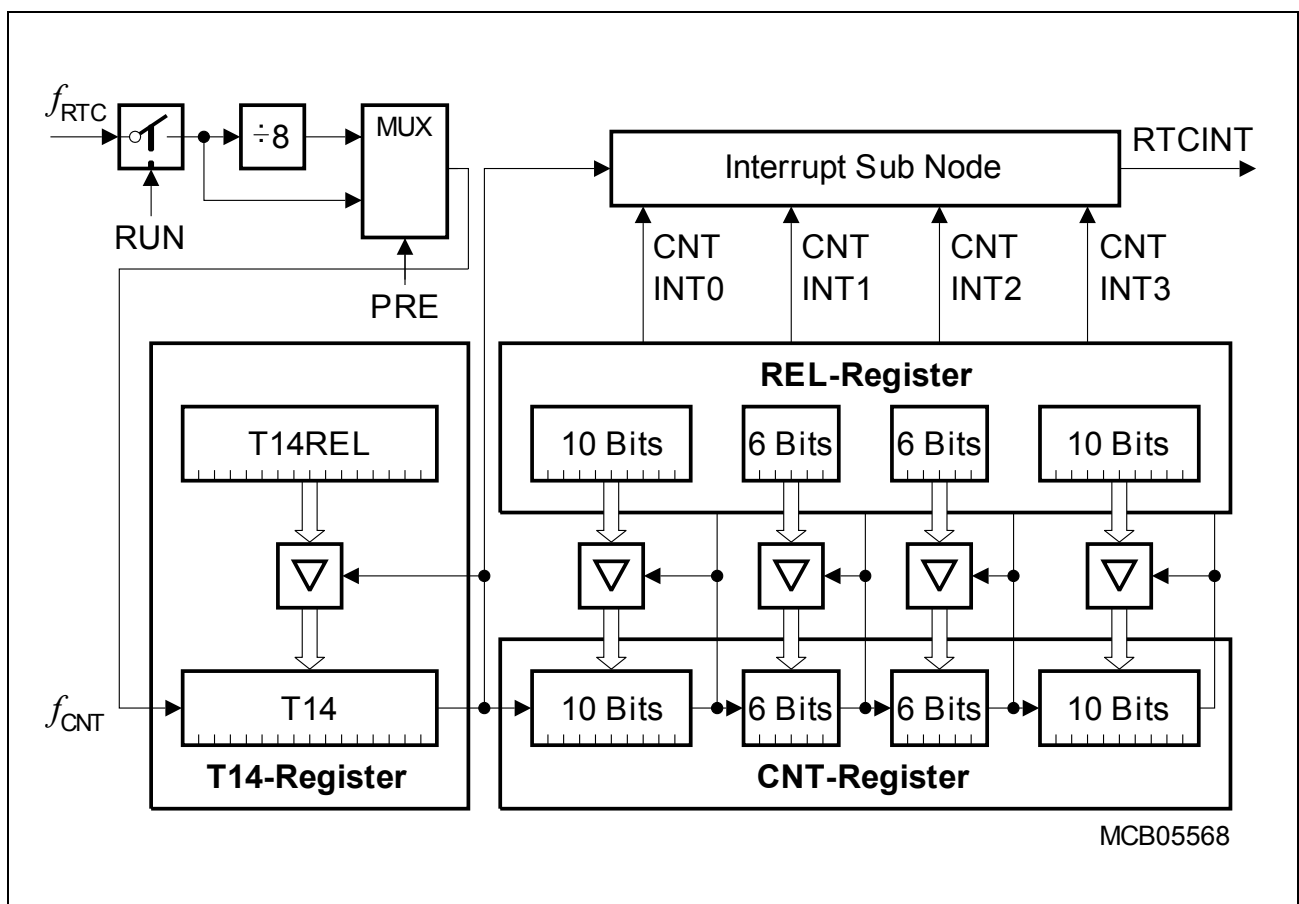 fRTC
÷8
MUX
RUN
PRE
Interrupt Sub Node
RTCINT
CNT INT0
CNT INT1
CNT INT2
CNT INT3
REL-Register
T14REL
10 Bits
6 Bits
6 Bits
10 Bits
fCNT
T14
10 Bits
6 Bits
6 Bits
10 Bits
T14-Register
CNT-Register
MCB05568